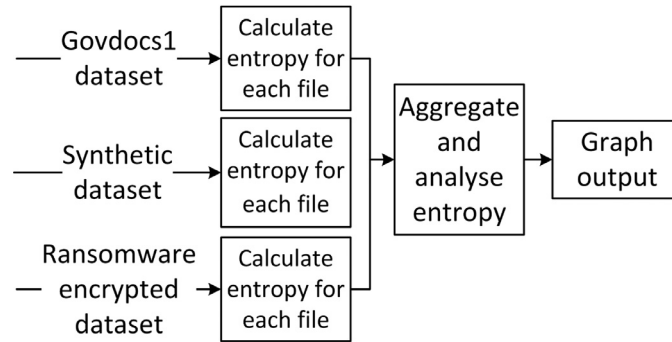 Govdocs1
dataset
Calculate
entropy for
each file
Synthetic
dataset
Calculate
entropy for
each file
Ransomware
encrypted
dataset
Calculate
entropy for
each file
Aggregate
and
analyse
entropy
Graph
output